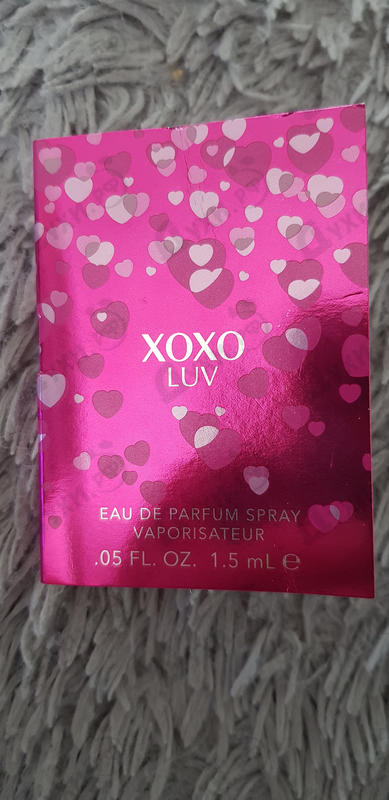 XOXO
LUV
EAU DE PARFUM SPRAY
VAPORISATEUR
.05 FL. OZ. 1.5 mL ℮